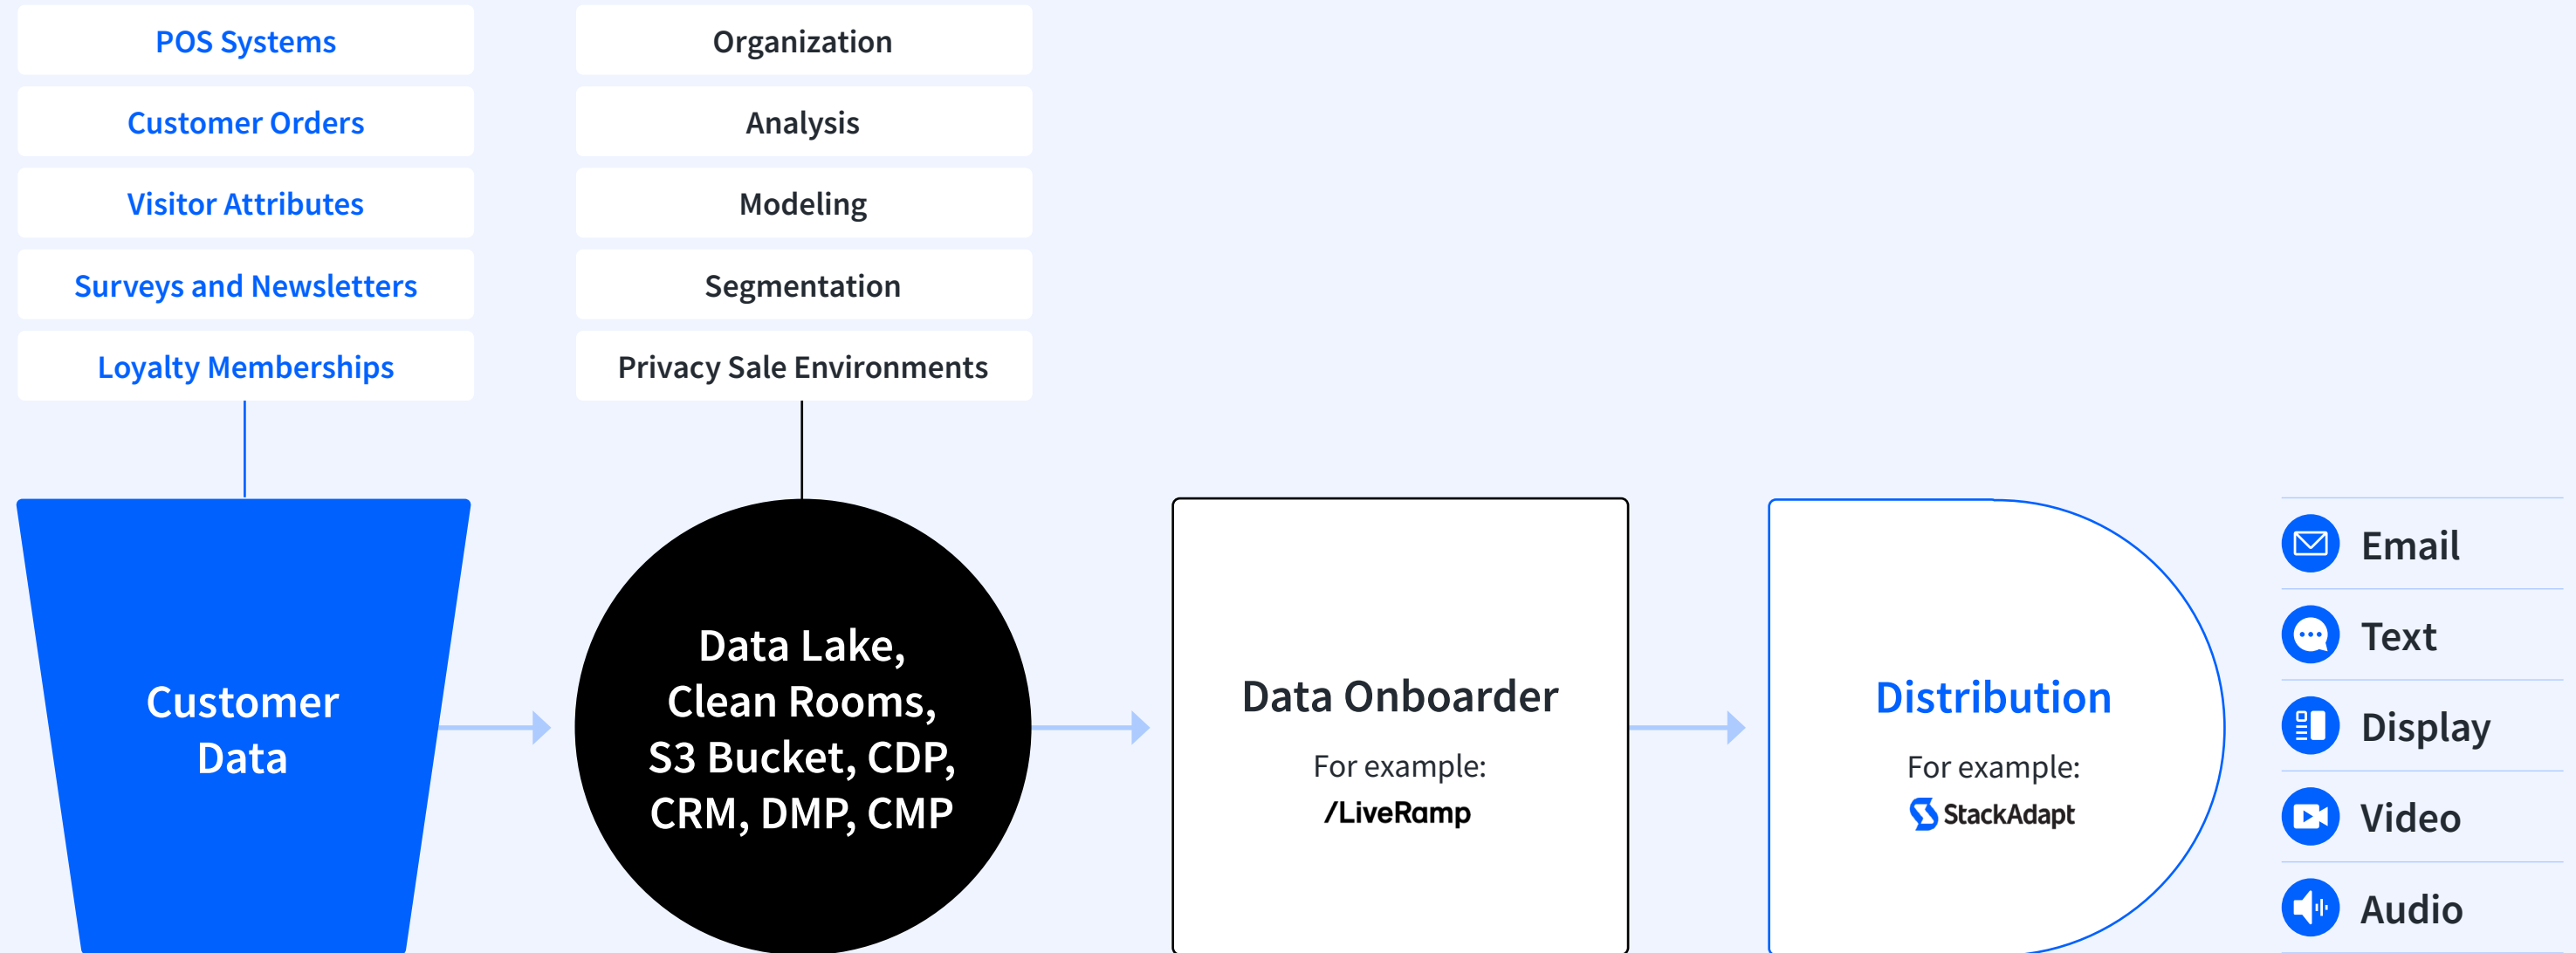 POS Systems
Customer Orders
Visitor Attributes
Surveys and Newsletters
Loyalty Memberships
Organization
Analysis
Modeling
Segmentation
Privacy Sale Environments
Customer
Data
Data Lake,
Clean Rooms,
S3 Bucket, CDP,
CRM, DMP, CMP
Data Onboarder
For example:
/LiveRamp
Distribution
For example:
StackAdapt
Email
Text
Display
Video
Audio